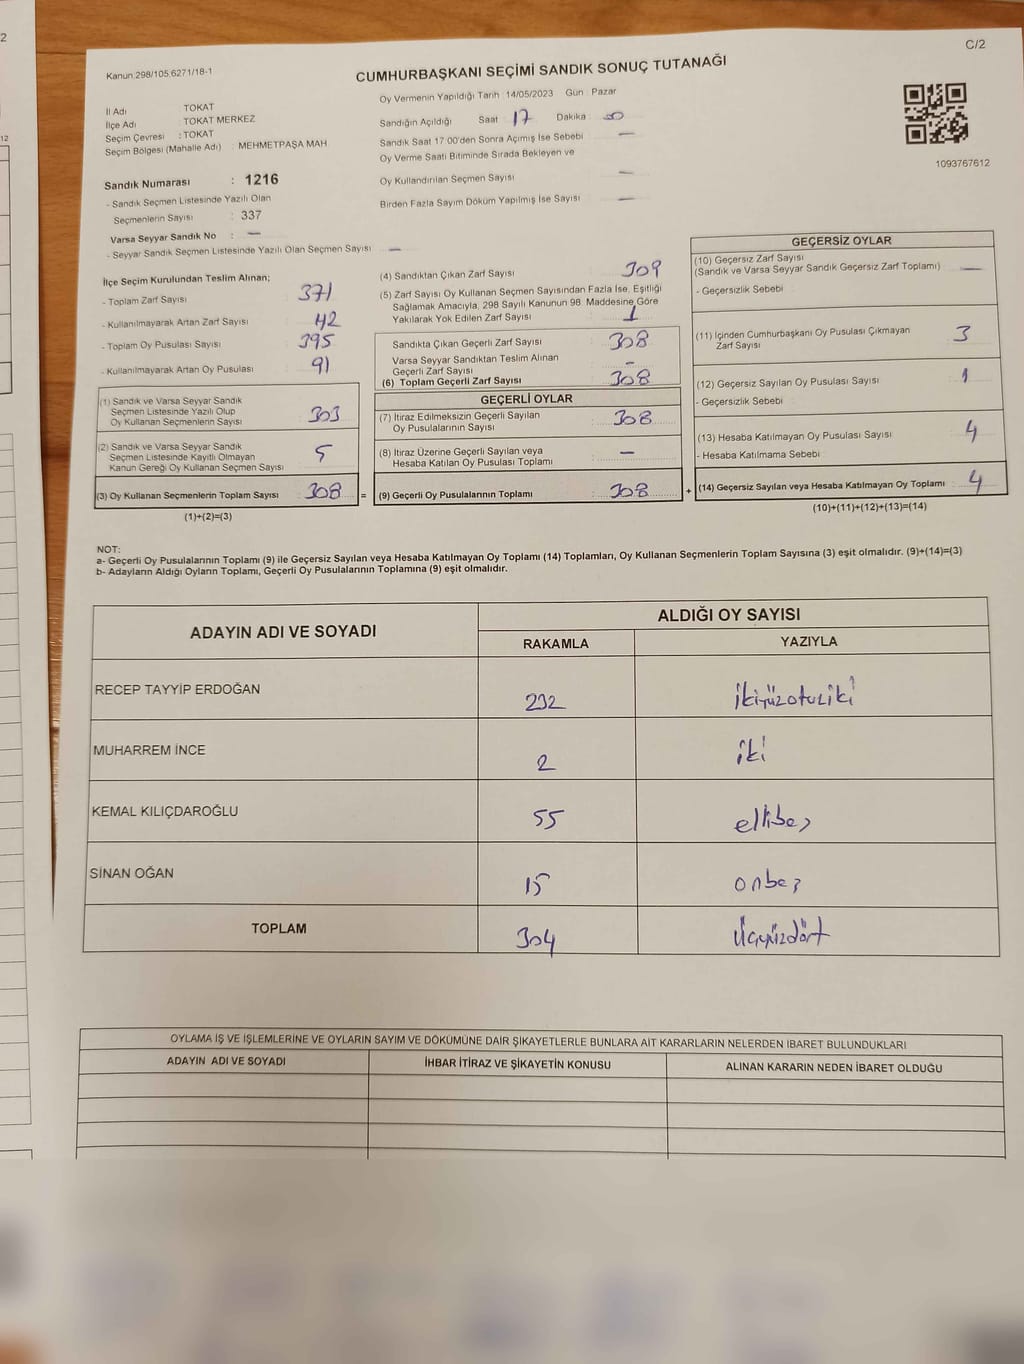 C/2
Kanun:298/105,6271/18-1
CUMHURBAŞKANI SEÇİMİ SANDIK SONUÇ TUTANAĞI
1093767612
İl Adı TOKAT
İlçe Adı : TOKAT MERKEZ
Seçim Çevresi : TOKAT
Seçim Bölgesi (Mahalle Adı) : MEHMETPAŞA MAH
Sandık Numarası : 1216
- Sandık Seçmen Listesinde Yazılı Olan
Seçmenlerin Sayısı : 337
Varsa Seyyar Sandık No : —
- Seyyar Sandık Seçmen Listesinde Yazılı Olan Seçmen Sayısı : —
Oy Vermenin Yapıldığı Tarih :14/05/2023 Gün : Pazar
Sandığın Açıldığı Saat : 17 Dakika :
Sandık Saat 17:00'den Sonra Açımış İse Sebebi : —
Oy Verme Saati Bitiminde Sırada Bekleyen ve
Oy Kullandırılan Seçmen Sayısı : —
Birden Fazla Sayım Döküm Yapılmış İse Sayısı : —
İlçe Seçim Kurulundan Teslim Alınan;
- Toplam Zarf Sayısı : 371
- Kullanılmayarak Artan Zarf Sayısı : 42
- Toplam Oy Pusulası Sayısı : 395
- Kullanılmayarak Artan Oy Pusulası : 91
(1) Sandık ve Varsa Seyyar Sandık
Seçmen Listesinde Yazılı Olup
Oy Kullanan Seçmenlerin Sayısı : 303
(2) Sandık ve Varsa Seyyar Sandık
Seçmen Listesinde Kayıtlı Olmayan
Kanun Gereği Oy Kullanan Seçmen Sayısı : 5
(3) Oy Kullanan Seçmenlerin Toplam Sayısı : 308 =
(1)+(2)=(3)
(4) Sandıktan Çıkan Zarf Sayısı : 309
(5) Zarf Sayısı Oy Kullanan Seçmen Sayısından Fazla İse, Eşitliği
Sağlamak Amacıyla, 298 Sayılı Kanunun 98. Maddesine Göre
Yakılarak Yok Edilen Zarf Sayısı : 1
Sandıkta Çıkan Geçerli Zarf Sayısı : 308
Varsa Seyyar Sandıktan Teslim Alınan
Geçerli Zarf Sayısı : —
(6) Toplam Geçerli Zarf Sayısı : 308
GEÇERLİ OYLAR
(7) İtiraz Edilmeksizin Geçerli Sayılan
Oy Pusulalarının Sayısı : 308
(8) İtiraz Üzerine Geçerli Sayılan veya
Hesaba Katılan Oy Pusulası Toplamı : —
(9) Geçerli Oy Pusulalarının Toplamı : 308 +
GEÇERSİZ OYLAR
(10) Geçersiz Zarf Sayısı
(Sandık ve Varsa Seyyar Sandık Geçersiz Zarf Toplamı) : —
- Geçersizlik Sebebi
(11) İçinden Cumhurbaşkanı Oy Pusulası Çıkmayan
Zarf Sayısı : 3
(12) Geçersiz Sayılan Oy Pusulası Sayısı : 1
- Geçersizlik Sebebi
(13) Hesaba Katılmayan Oy Pusulası Sayısı : 4
- Hesaba Katılmama Sebebi
(14) Geçersiz Sayılan veya Hesaba Katılmayan Oy Toplamı : 4
(10)+(11)+(12)+(13)=(14)
NOT:
a- Geçerli Oy Pusulalarının Toplamı (9) ile Geçersiz Sayılan veya Hesaba Katılmayan Oy Toplamı (14) Toplamları, Oy Kullanan Seçmenlerin Toplam Sayısına (3) eşit olmalıdır. (9)+(14)=(3)
b- Adayların Aldığı Oyların Toplamı, Geçerli Oy Pusulalarının Toplamına (9) eşit olmalıdır.
ADAYIN ADI VE SOYADI ALDIĞI OY SAYISI
RAKAMLA YAZIYLA
RECEP TAYYİP ERDOĞAN 232 ikiyüzotuziki
MUHARREM İNCE 2 iki
KEMAL KILIÇDAROĞLU 55 ellibeş
SİNAN OĞAN 15 onbeş
TOPLAM 304 üçyüzdört
OYLAMA İŞ VE İŞLEMLERİNE VE OYLARIN SAYIM VE DÖKÜMÜNE DAİR ŞİKAYETLERLE BUNLARA AİT KARARLARIN NELERDEN İBARET BULUNDUKLARI
ADAYIN ADI VE SOYADI İHBAR İTİRAZ VE ŞİKAYETİN KONUSU ALINAN KARARIN NEDEN İBARET OLDUĞU